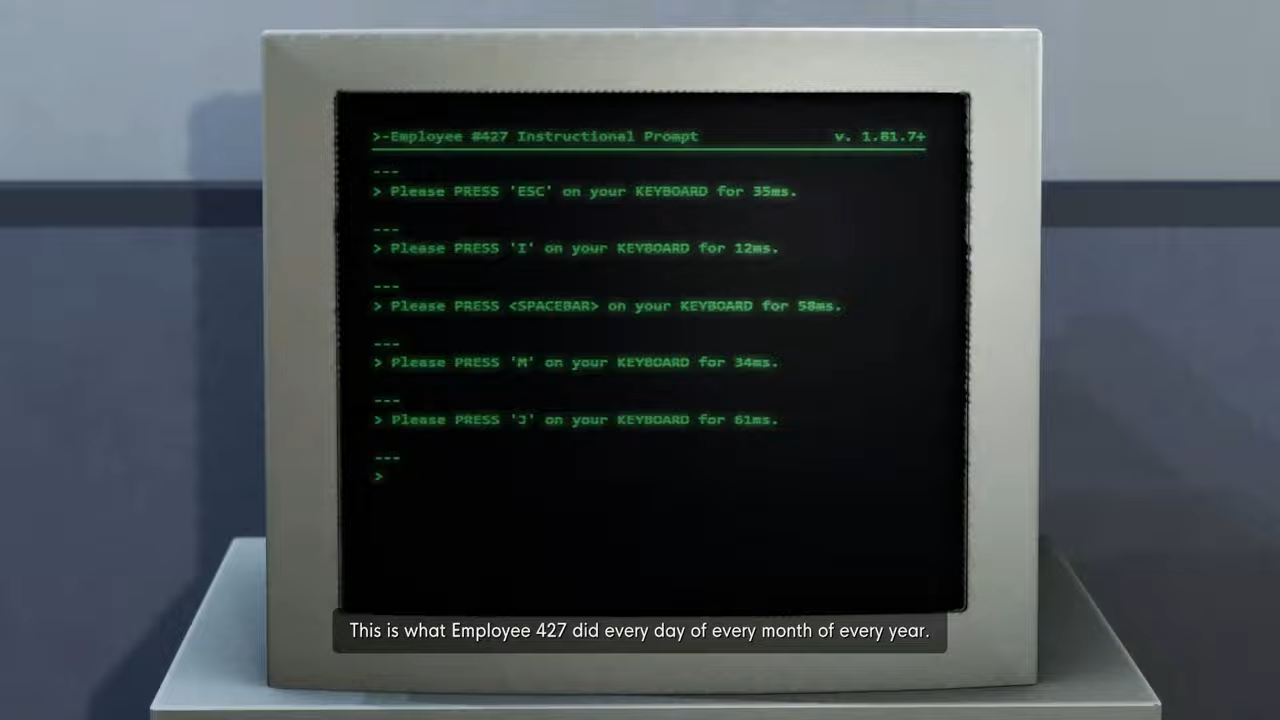 >-Employee #427 Instructional Prompt v. 1.81.7+
---
> Please PRESS 'ESC' on your KEYBOARD for 35ms.
---
> Please PRESS 'I' on your KEYBOARD for 12ms.
---
> Please PRESS <SPACEBAR> on your KEYBOARD for 58ms.
---
> Please PRESS 'M' on your KEYBOARD for 34ms.
---
> Please PRESS 'J' on your KEYBOARD for 61ms.
---
>
This is what Employee 427 did every day of every month of every year.